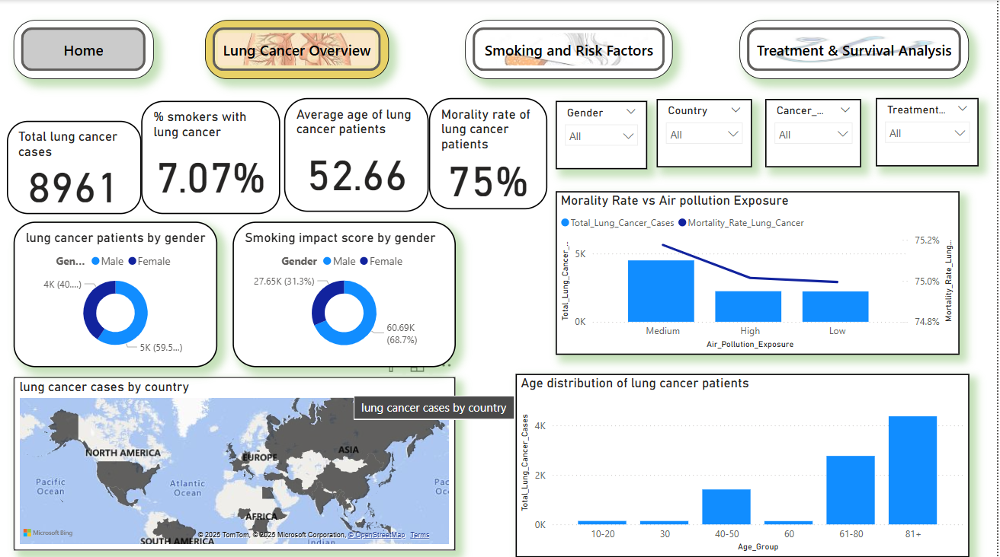 Home
Lung Cancer Overview
Smoking and Risk Factors
Treatment & Survival Analysis
Total lung cancer
cases
8961
% smokers with
lung cancer
7.07%
Average age of lung
cancer patients
52.66
Morality rate of
lung cancer
patients
75%
Gender
All
Country
All
Cancer_...
All
Treatment...
All
lung cancer patients by gender
Gen... Male Female
4K (40....)
5K (59.5...)
Smoking impact score by gender
Gender Male Female
27.65K (31.3%)
60.69K
(68.7%)
Morality Rate vs Air pollution Exposure
Total_Lung_Cancer_Cases Mortality_Rate_Lung_Cancer
Total_Lung_Cancer_...
5K
0K
75.2%
75.0%
74.8%
Mortality_Rate_Lung...
Medium High Low
Air_Pollution_Exposure
lung cancer cases by country
lung cancer cases by country
NORTH AMERICA
EUROPE
ASIA
Pacific
Ocean
Atlantic
Ocean
Pac
Oc
AFRICA
SOUTH AMERICA
Indian
Microsoft Bing
© 2025 TomTom, © 2025 Microsoft Corporation, © OpenStreetMap Terms
Age distribution of lung cancer patients
Total_Lung_Cancer_Cases
4K
2K
0K
10-20 30 40-50 60 61-80 81+
Age_Group